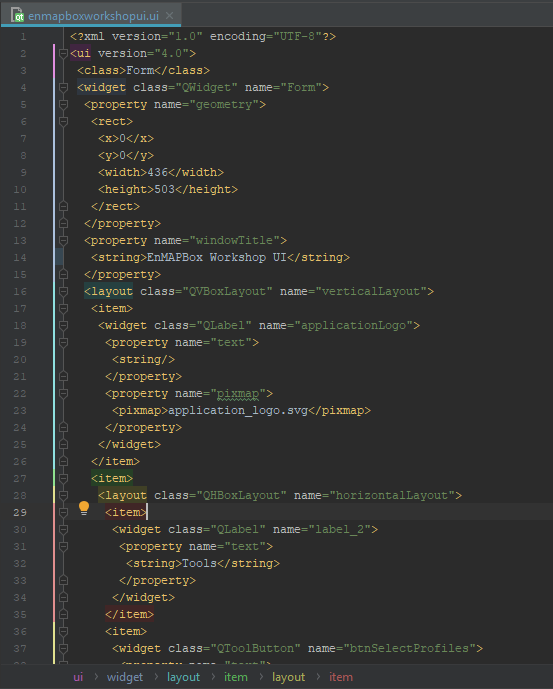 enmapboxworkshopui.ui
1 <?xml version="1.0" encoding="UTF-8"?>
2 <ui version="4.0">
3 <class>Form</class>
4 <widget class="QWidget" name="Form">
5 <property name="geometry">
6 <rect>
7 <x>0</x>
8 <y>0</y>
9 <width>436</width>
10 <height>503</height>
11 </rect>
12 </property>
13 <property name="windowTitle">
14 <string>EnMAPBox Workshop UI</string>
15 </property>
16 <layout class="QVBoxLayout" name="verticalLayout">
17 <item>
18 <widget class="QLabel" name="applicationLogo">
19 <property name="text">
20 <string/>
21 </property>
22 <property name="pixmap">
23 <pixmap>application_logo.svg</pixmap>
24 </property>
25 </widget>
26 </item>
27 <item>
28 <layout class="QHBoxLayout" name="horizontalLayout">
29 <item>
30 <widget class="QLabel" name="label_2">
31 <property name="text">
32 <string>Tools</string>
33 </property>
34 </widget>
35 </item>
36 <item>
37 <widget class="QToolButton" name="btnSelectProfiles">
ui › widget › layout › item › layout › item